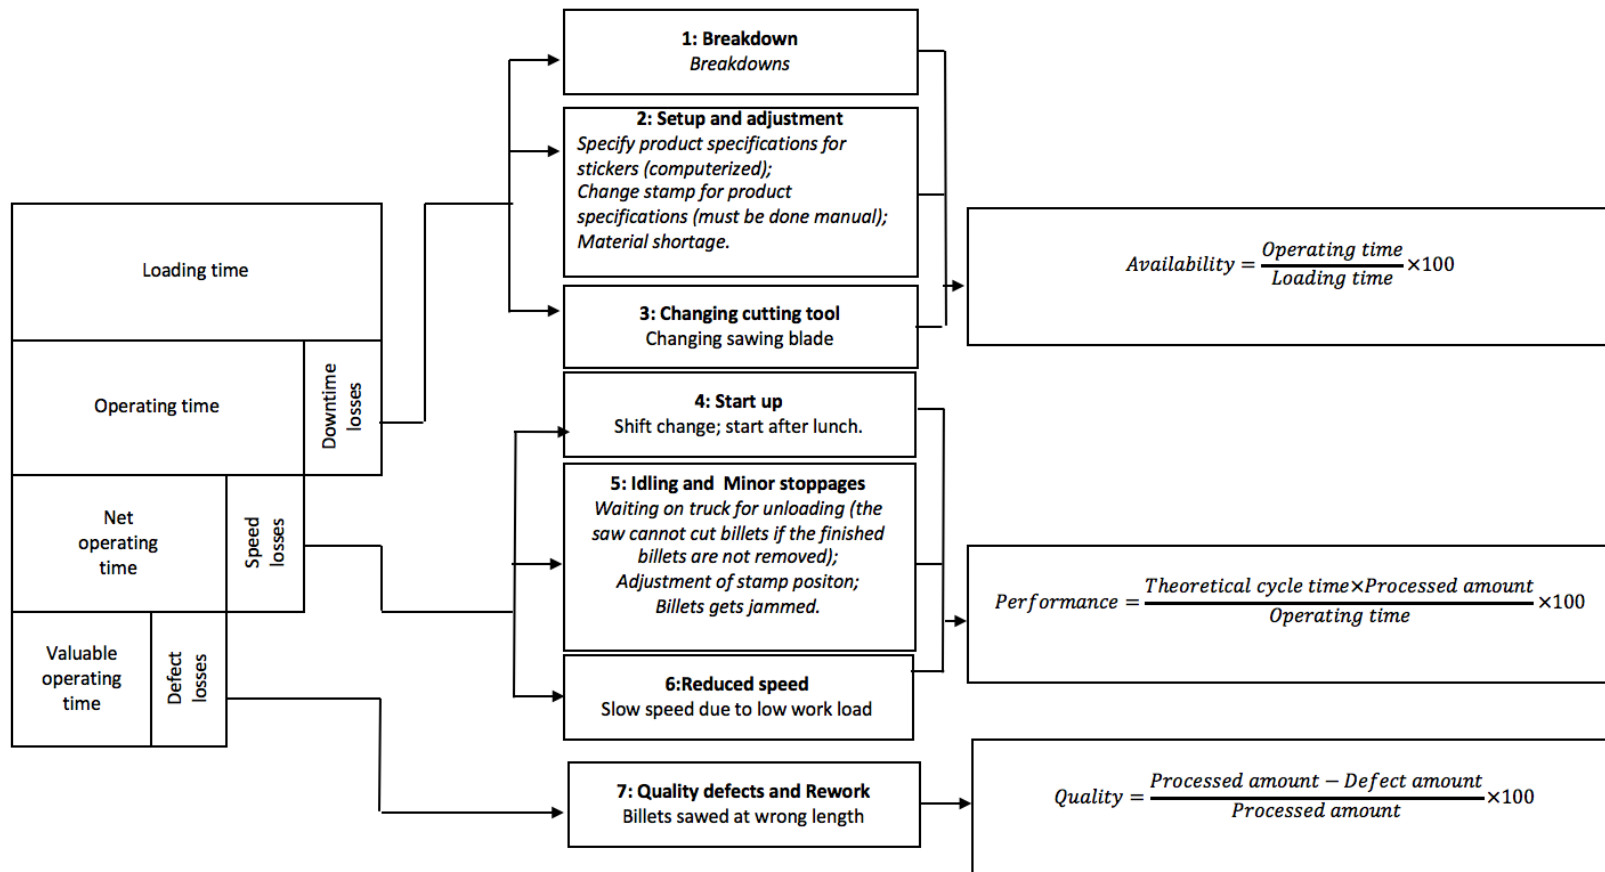 Loading time
Operating time
Downtime
losses
Net
operating
time
Speed
losses
Valuable
operating
time
Defect
losses
1: Breakdown
Breakdowns
2: Setup and adjustment
Specify product specifications for
stickers (computerized);
Change stamp for product
specifications (must be done manual);
Material shortage.
3: Changing cutting tool
Changing sawing blade
4: Start up
Shift change; start after lunch.
5: Idling and Minor stoppages
Waiting on truck for unloading (the
saw cannot cut billets if the finished
billets are not removed);
Adjustment of stamp positon;
Billets gets jammed.
6:Reduced speed
Slow speed due to low work load
7: Quality defects and Rework
Billets sawed at wrong length
Availability = Operating time / Loading time ×100
Performance = Theoretical cycle time×Processed amount / Operating time ×100
Quality = Processed amount − Defect amount / Processed amount ×100